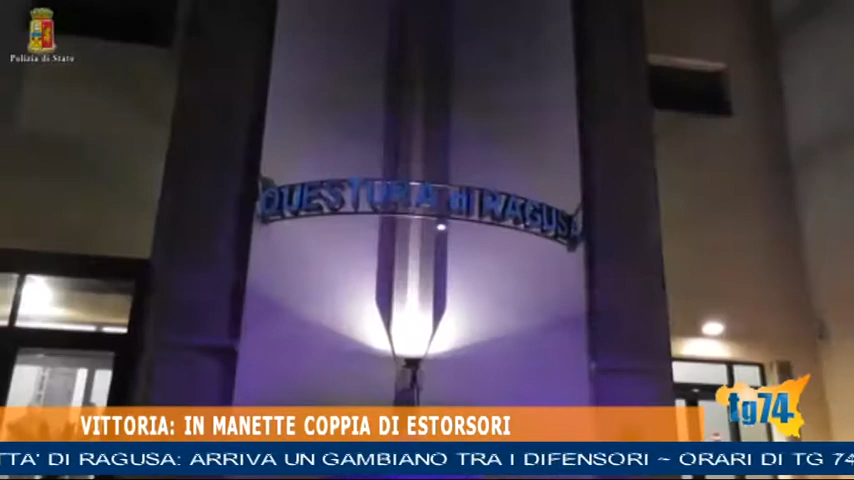 Polizia di Stato
QUESTURA di RAGUSA
VITTORIA: IN MANETTE COPPIA DI ESTORSORI
tg74
TTA' DI RAGUSA: ARRIVA UN GAMBIANO TRA I DIFENSORI ~ ORARI DI TG 74